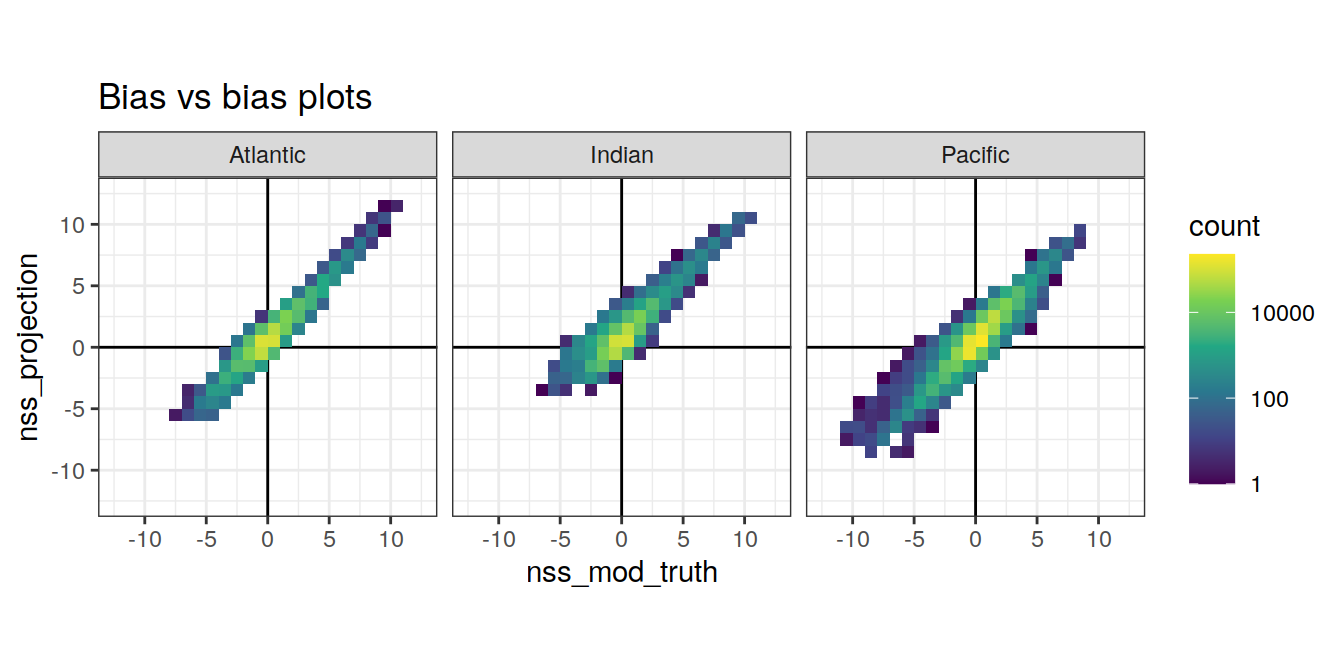 Bias vs bias plots
Atlantic
Indian
Pacific
nss_projection
10
5
0
-5
-10
-10 -5 0 5 10
-10 -5 0 5 10
-10 -5 0 5 10
nss_mod_truth
count
10000
100
1